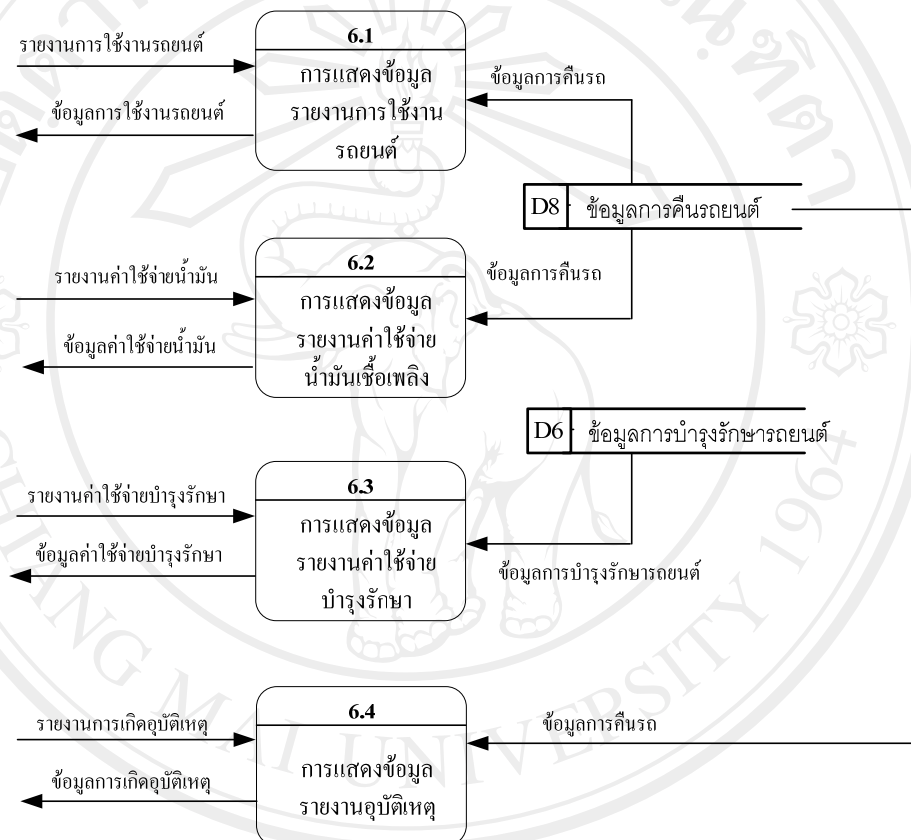 6.1
รายงานการใช้งานรถยนต์
การแสดงข้อมูล
รายงานการใช้งาน
รถยนต์
ข้อมูลการใช้งานรถยนต์
ข้อมูลการคืนรถ
D8 ข้อมูลการคืนรถยนต์
6.2
รายงานค่าใช้จ่ายน้ำมัน
การแสดงข้อมูล
รายงานค่าใช้จ่าย
น้ำมันเชื้อเพลิง
ข้อมูลค่าใช้จ่ายน้ำมัน
ข้อมูลการคืนรถ
D6 ข้อมูลการบำรุงรักษารถยนต์
6.3
รายงานค่าใช้จ่ายบำรุงรักษา
การแสดงข้อมูล
รายงานค่าใช้จ่าย
บำรุงรักษา
ข้อมูลค่าใช้จ่ายบำรุงรักษา
ข้อมูลการบำรุงรักษารถยนต์
6.4
รายงานการเกิดอุบัติเหตุ
การแสดงข้อมูล
รายงานอุบัติเหตุ
ข้อมูลการเกิดอุบัติเหตุ
ข้อมูลการคืนรถ
CHIANG MAI UNIVERSITY 1964